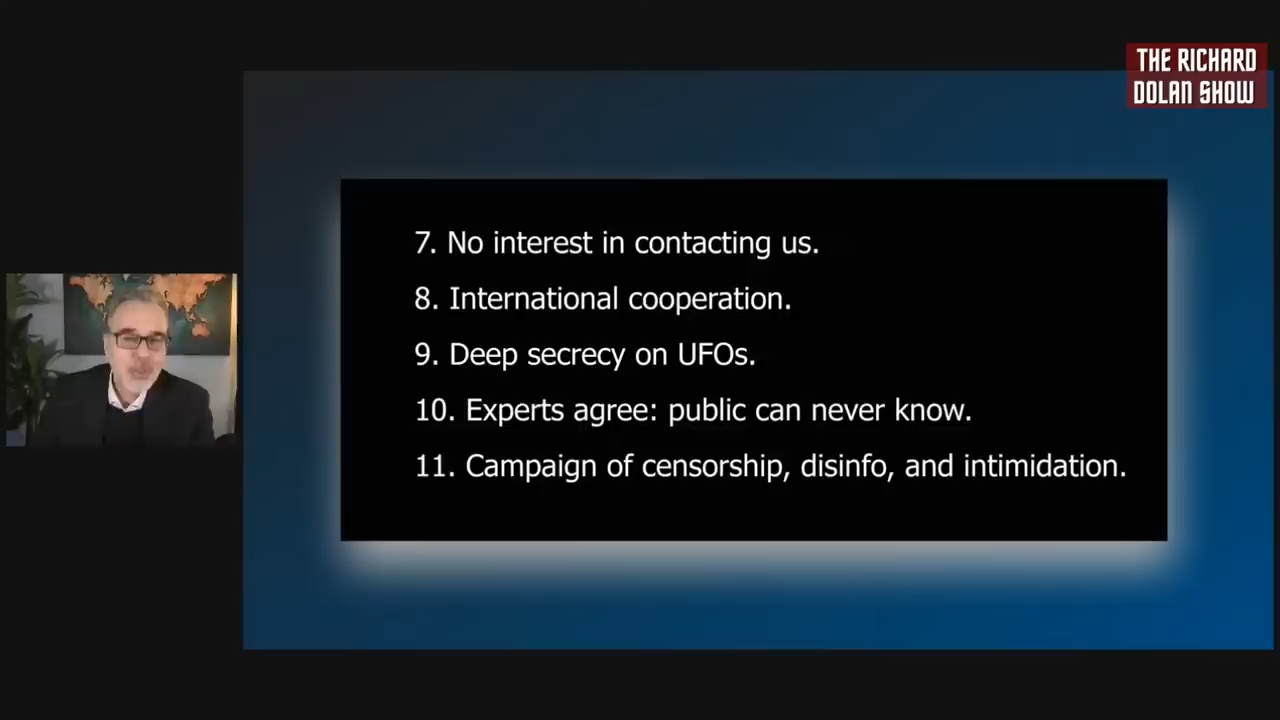 THE RICHARD
DOLAN SHOW
7. No interest in contacting us.
8. International cooperation.
9. Deep secrecy on UFOs.
10. Experts agree: public can never know.
11. Campaign of censorship, disinfo, and intimidation.